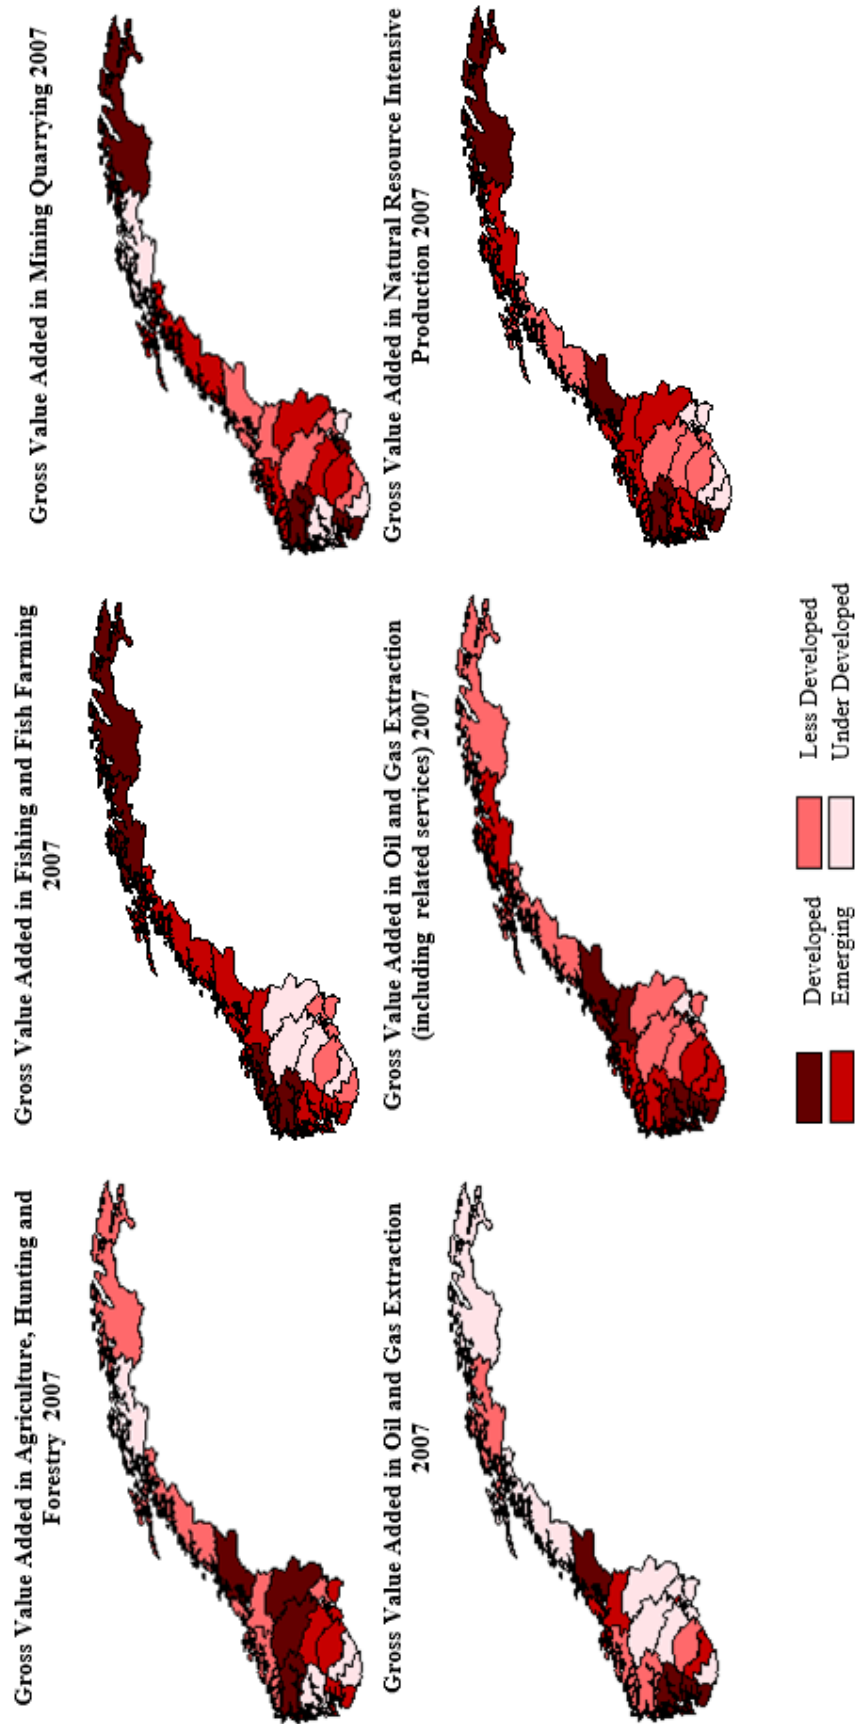 Gross Value Added in Agriculture, Hunting and
Forestry 2007
Gross Value Added in Fishing and Fish Farming
2007
Gross Value Added in Mining Quarrying 2007
Gross Value Added in Oil and Gas Extraction
2007
Gross Value Added in Oil and Gas Extraction
(including related services) 2007
Gross Value Added in Natural Resource Intensive
Production 2007
Developed
Less Developed
Emerging
Under Developed